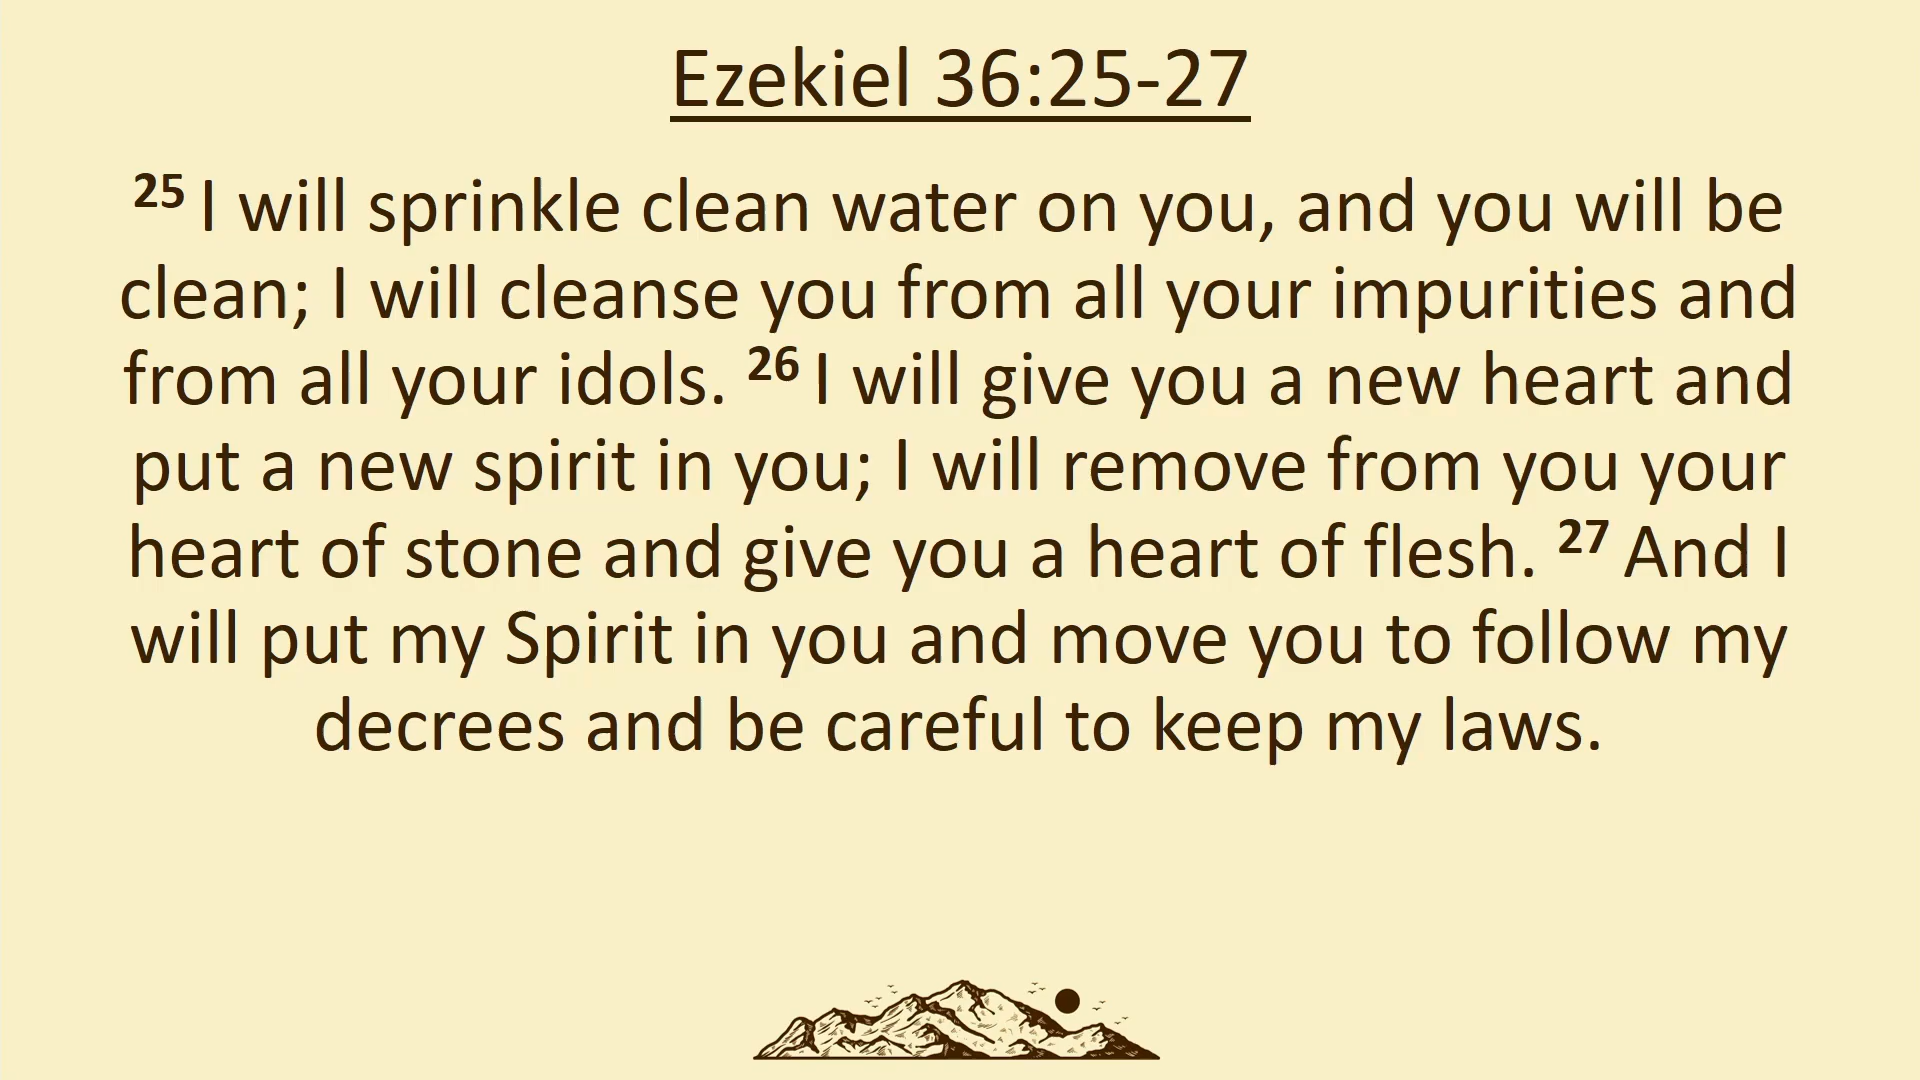 Ezekiel 36:25-27
25 I will sprinkle clean water on you, and you will be
clean; I will cleanse you from all your impurities and
from all your idols. 26 I will give you a new heart and
put a new spirit in you; I will remove from you your
heart of stone and give you a heart of flesh. 27 And I
will put my Spirit in you and move you to follow my
decrees and be careful to keep my laws.